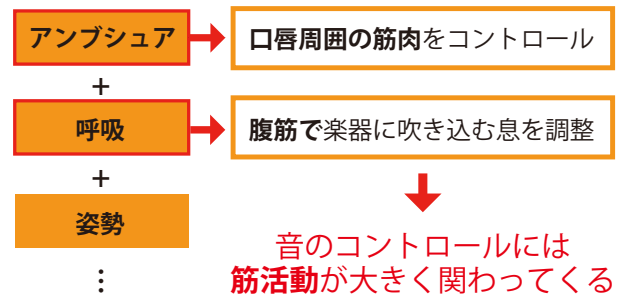 アンブシュア
口唇周囲の筋肉をコントロール
+
呼吸
腹筋で楽器に吹き込む息を調整
+
姿勢
⋮
音のコントロールには
筋活動が大きく関わってくる